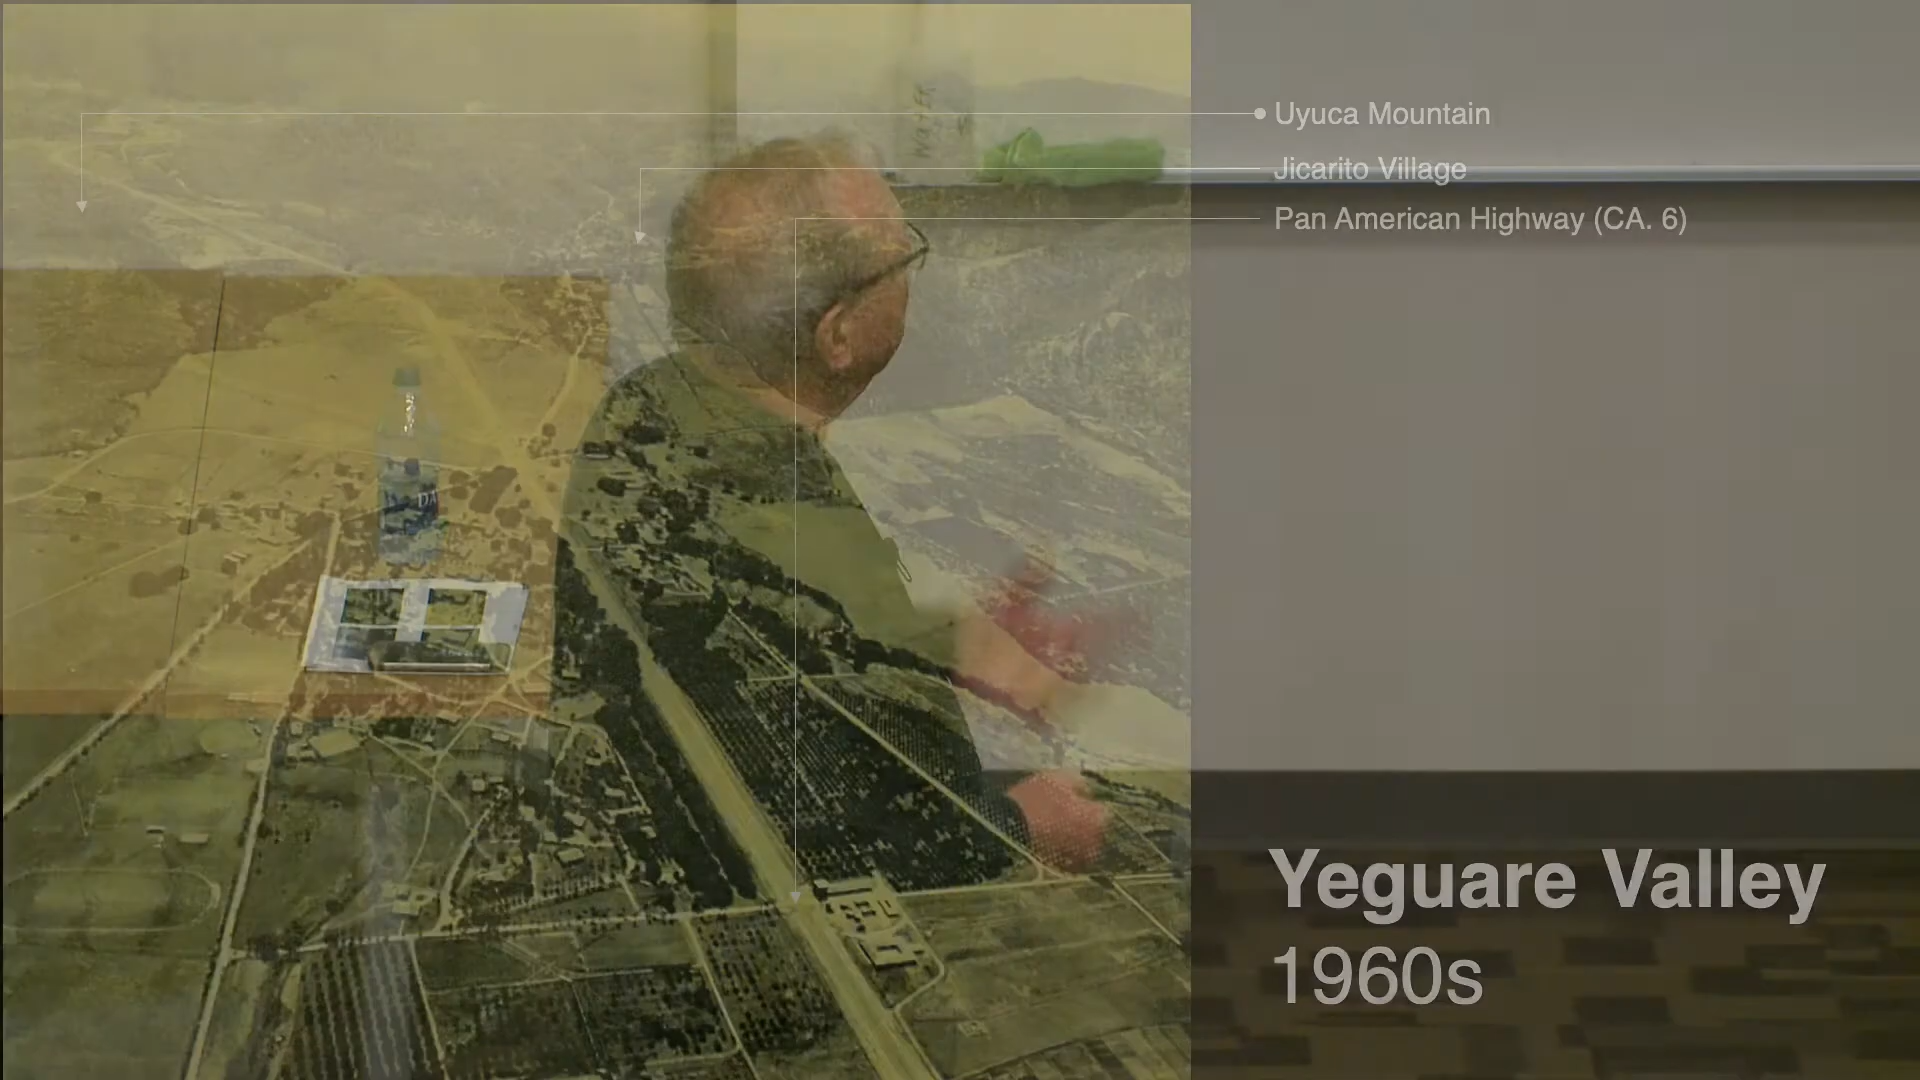 Uyuca Mountain
Jicarito Village
Pan American Highway (CA. 6)
Yeguare Valley
1960s